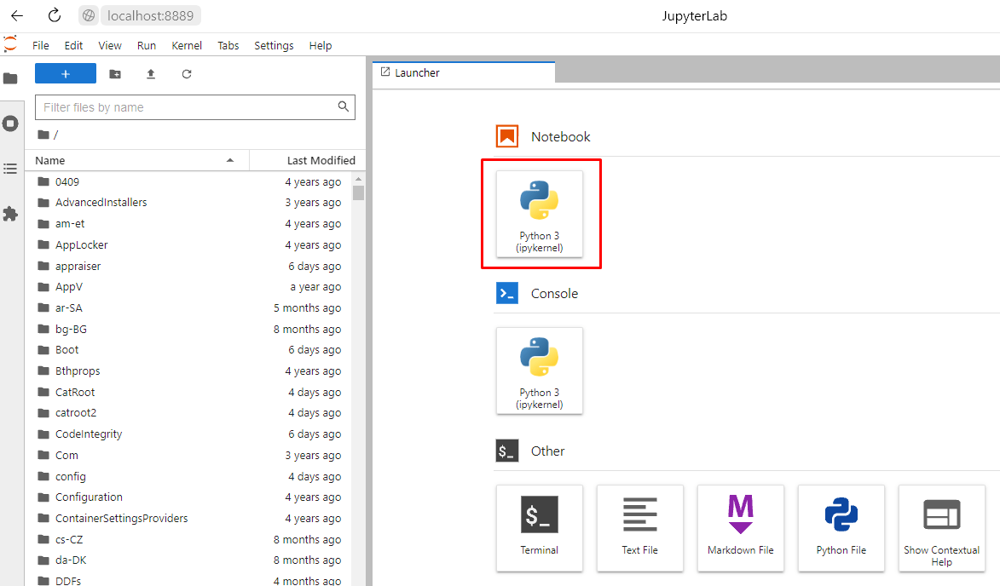 localhost:8889
JupyterLab
File Edit View Run Kernel Tabs Settings Help
+
Filter files by name
/
Name Last Modified
0409 4 years ago
AdvancedInstallers 3 years ago
am-et 4 years ago
AppLocker 4 years ago
appraiser 6 days ago
AppV a year ago
ar-SA 5 months ago
bg-BG 8 months ago
Boot 6 days ago
Bthprops 4 years ago
CatRoot 4 days ago
catroot2 4 days ago
CodeIntegrity 6 days ago
Com 3 years ago
config 4 days ago
Configuration 4 years ago
ContainerSettingsProviders 4 years ago
cs-CZ 8 months ago
da-DK 8 months ago
DDFs 4 months ago
Launcher
Notebook
Python 3
(ipykernel)
>_ Console
Python 3
(ipykernel)
$_ Other
$_
Terminal
Text File
M
Markdown File
Python File
Show Contextual
Help